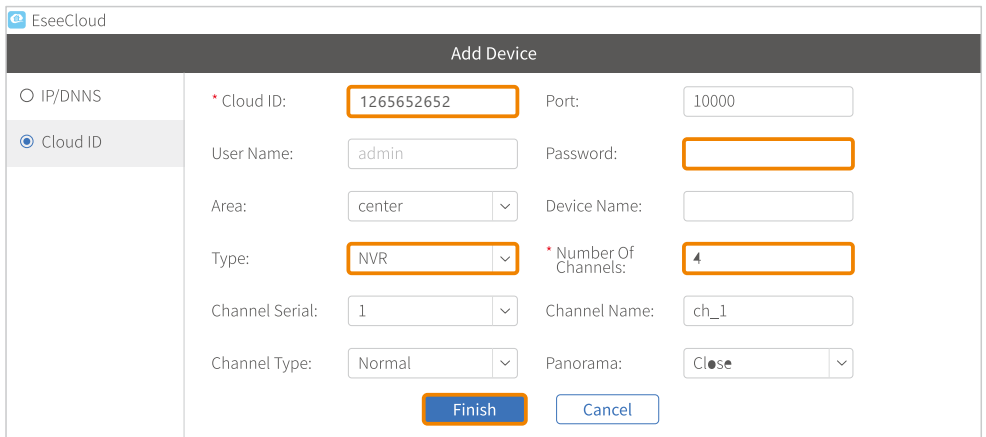 EseeCloud
Add Device
IP/DNNS
Cloud ID
* Cloud ID: 1265652652 Port: 10000
User Name: admin Password:
Area: center Device Name:
Type: NVR * Number Of Channels: 4
Channel Serial: 1 Channel Name: ch_1
Channel Type: Normal Panorama: Close
Finish Cancel